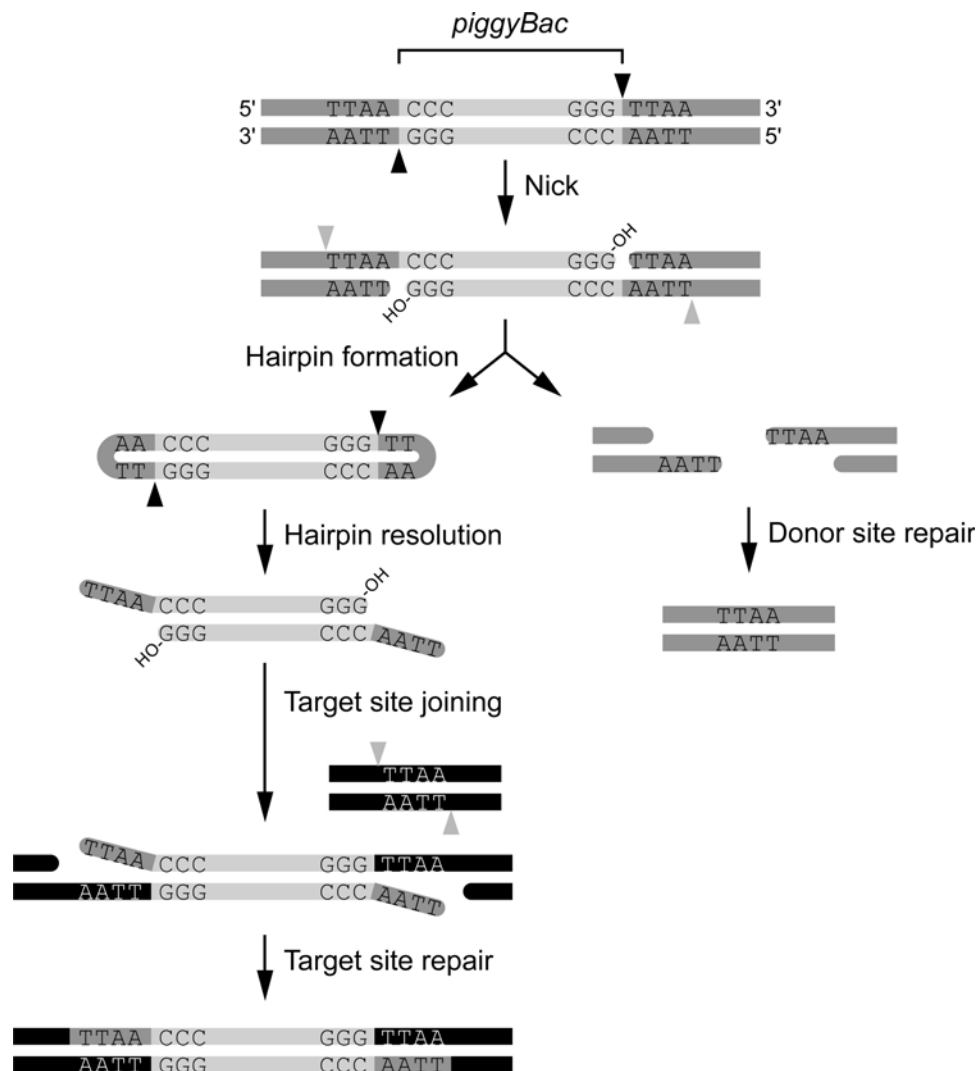 piggyBac
5' TTAA CCC GGG TTAA 3'
3' AATT GGG CCC AATT 5'
Nick
TTAA CCC GGG -OH TTAA
AATT HO- GGG CCC AATT
Hairpin formation
AA CCC GGG TT
TT GGG CCC AA
TTAA
AATT
Hairpin resolution
Donor site repair
TTAA CCC GGG -OH
HO- GGG CCC AATT
TTAA
AATT
Target site joining
TTAA
AATT
TTAA CCC GGG TTAA
AATT GGG CCC AATT
Target site repair
TTAA CCC GGG TTAA
AATT GGG CCC AATT